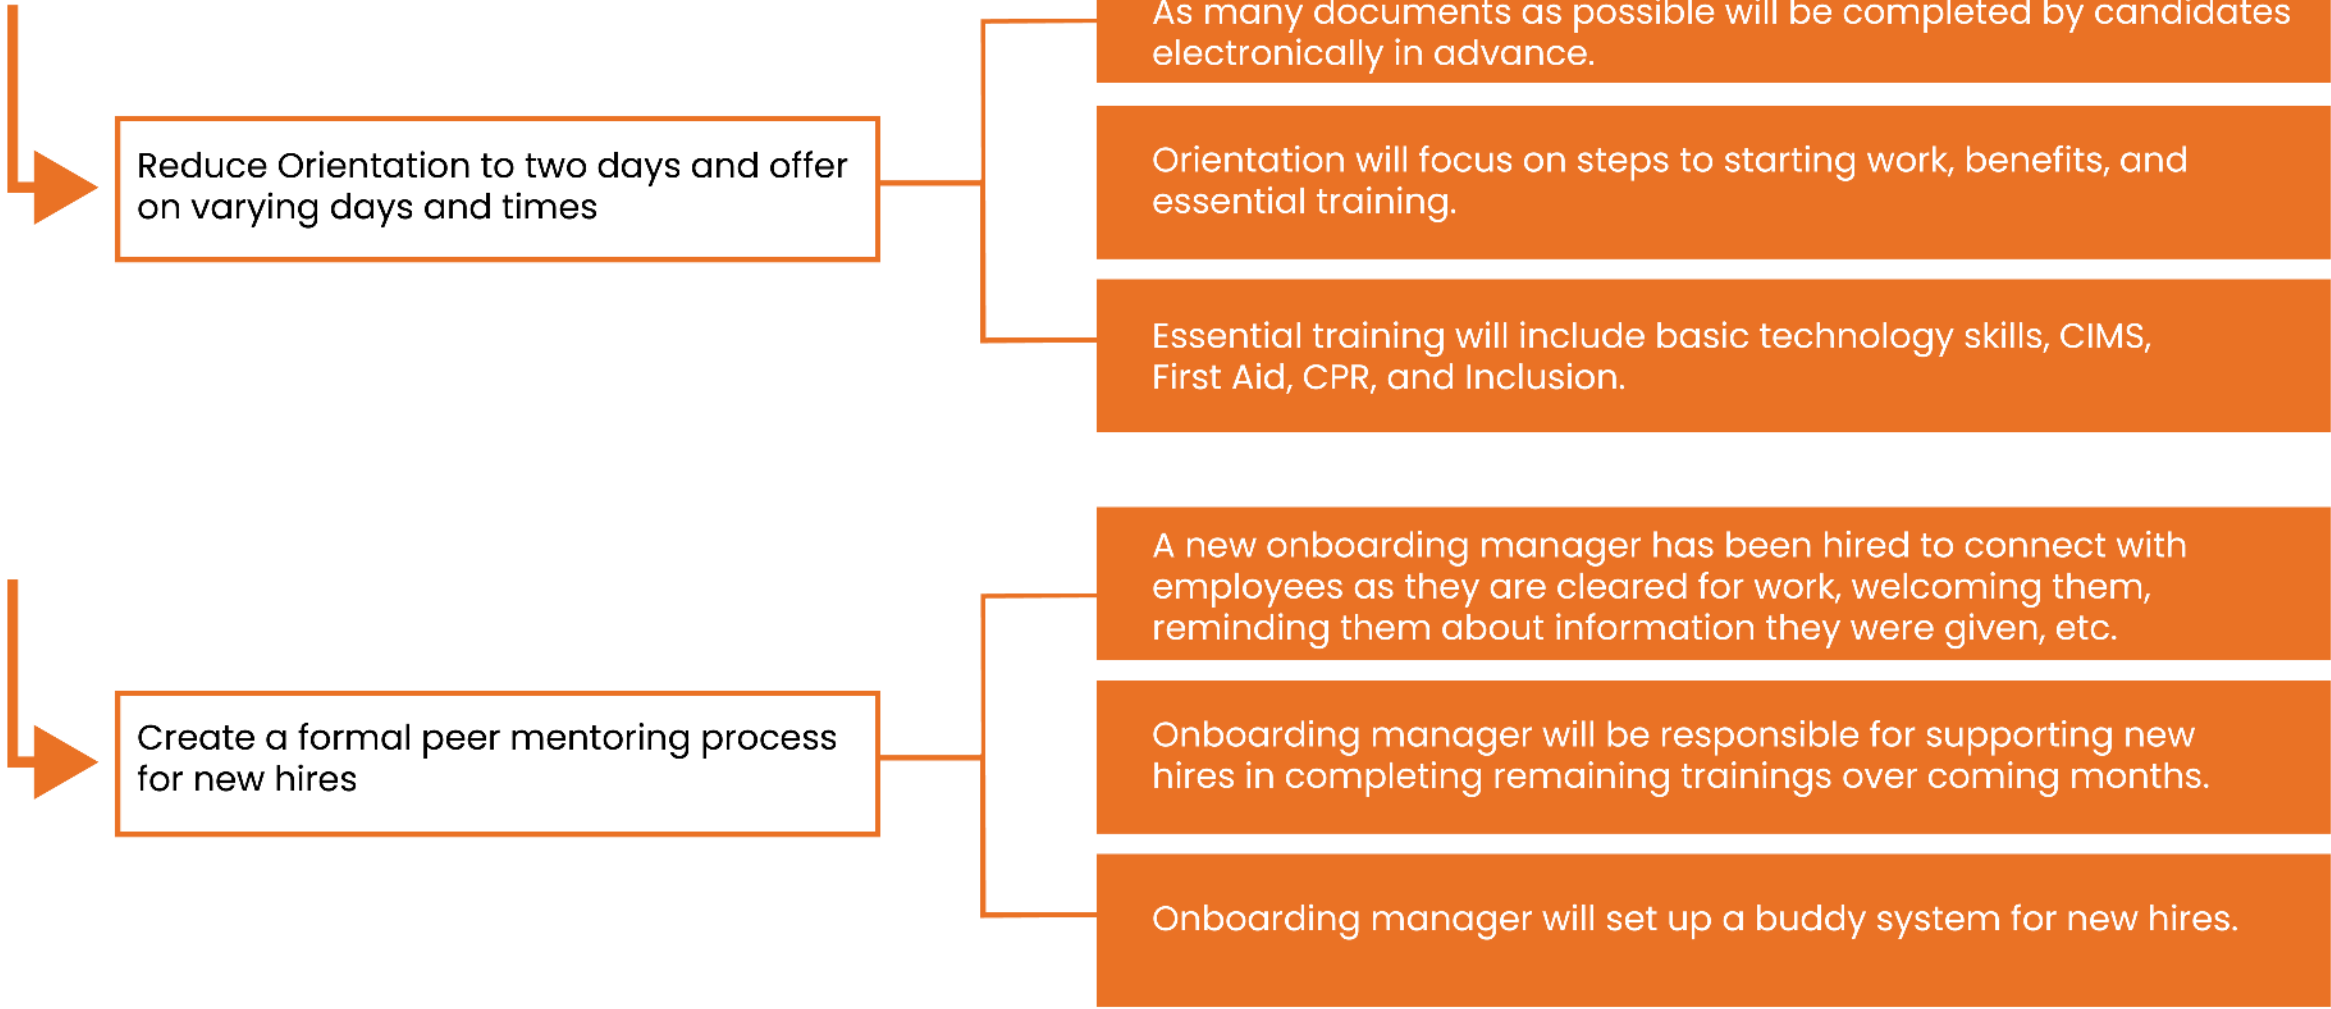 As many documents as possible will be completed by candidates
electronically in advance.
Reduce Orientation to two days and offer
on varying days and times
Orientation will focus on steps to starting work, benefits, and
essential training.
Essential training will include basic technology skills, CIMS,
First Aid, CPR, and Inclusion.
A new onboarding manager has been hired to connect with
employees as they are cleared for work, welcoming them,
reminding them about information they were given, etc.
Create a formal peer mentoring process
for new hires
Onboarding manager will be responsible for supporting new
hires in completing remaining trainings over coming months.
Onboarding manager will set up a buddy system for new hires.